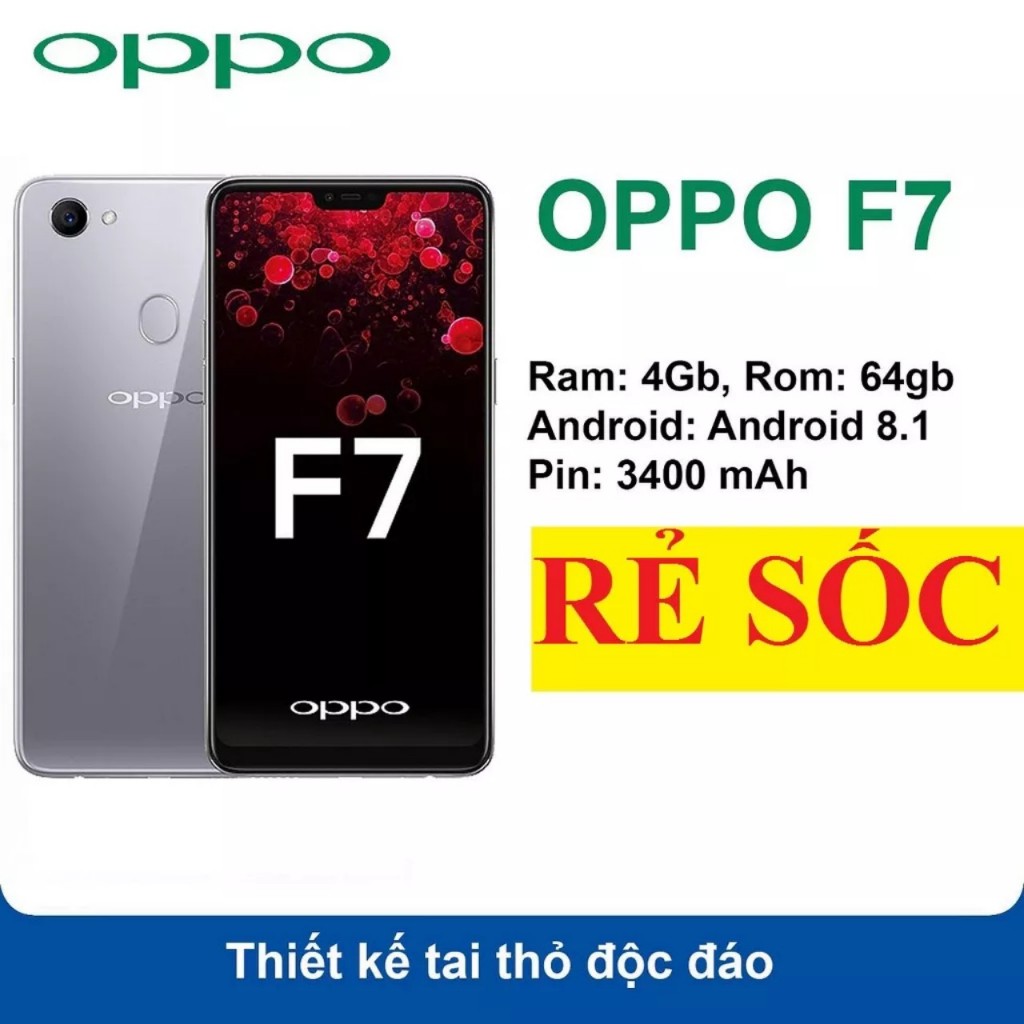 oppo
OPPO F7
Ram: 4Gb, Rom: 64gb
Android: Android 8.1
Pin: 3400 mAh
RẺ SỐC
oppo
F7
oppo
Thiết kế tai thỏ độc đáo